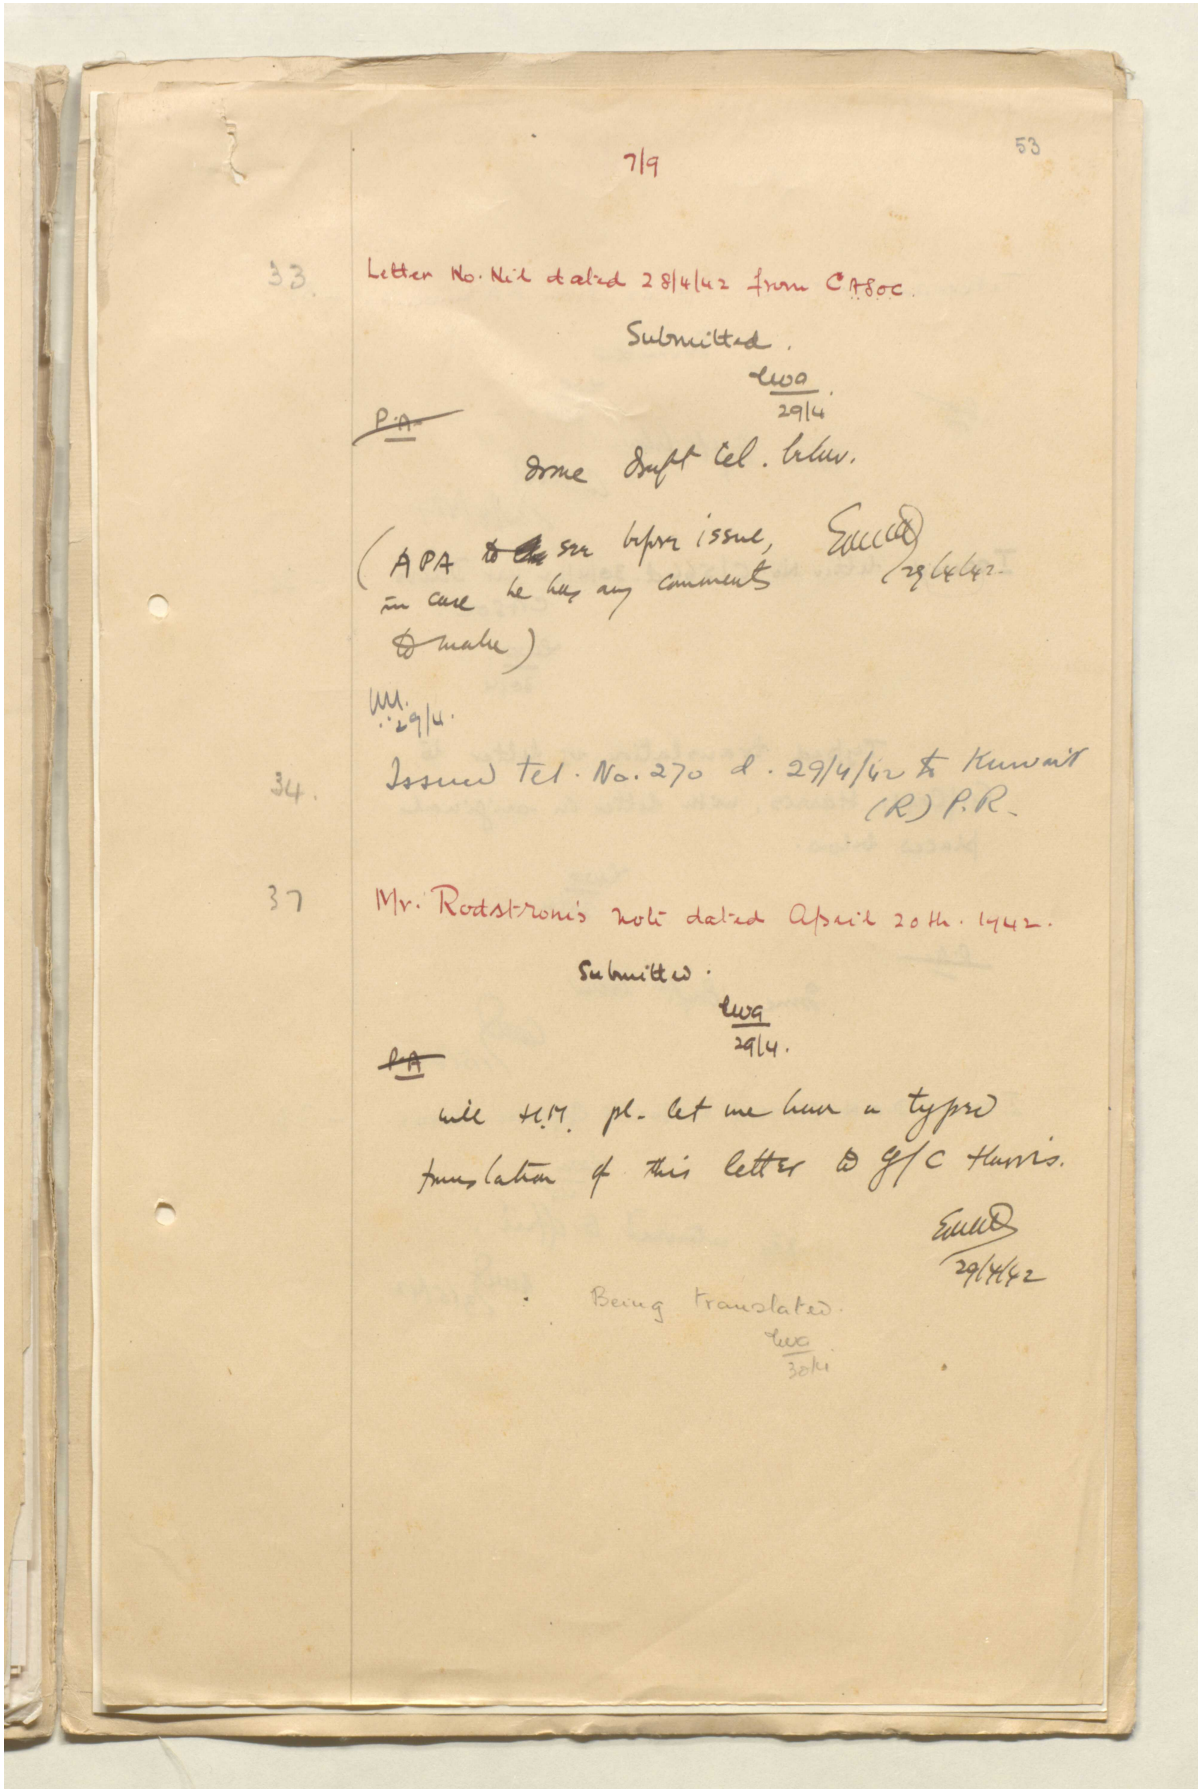 53
7/9
33. Letter No. Nil dated 28/4/42 from CASOC.
Submitted.
29/4.
P.A.
Issue draft tel. below.
(APA to see before issue,
29/4/42.
in case he has any comments
to make)
29/4.
34. Issued tel. No. 270 d. 29/4/42 to Kuwait
(R) P.R.
37 Mr. Rodstrom's note dated April 20th. 1942.
Submitted.
29/4.
P.A
Will H.M. pl. let me have a typed
translation of this letter to G/C Harris.
29/4/42
Being translated.
30/4